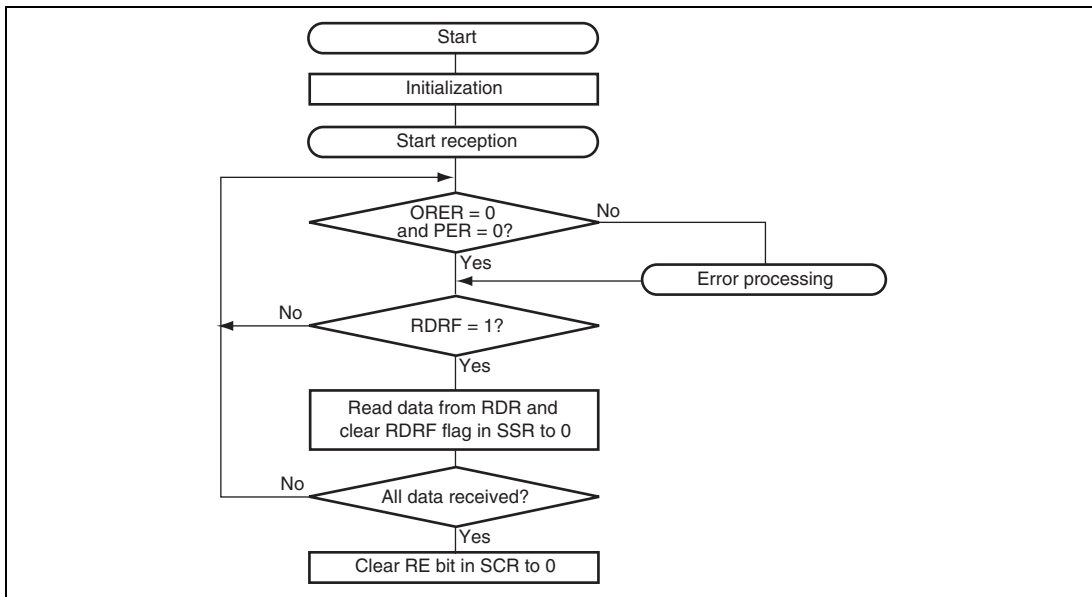 Start
Initialization
Start reception
ORER = 0
and PER = 0?
No
Yes
Error processing
No
RDRF = 1?
Yes
Read data from RDR and
clear RDRF flag in SSR to 0
No
All data received?
Yes
Clear RE bit in SCR to 0